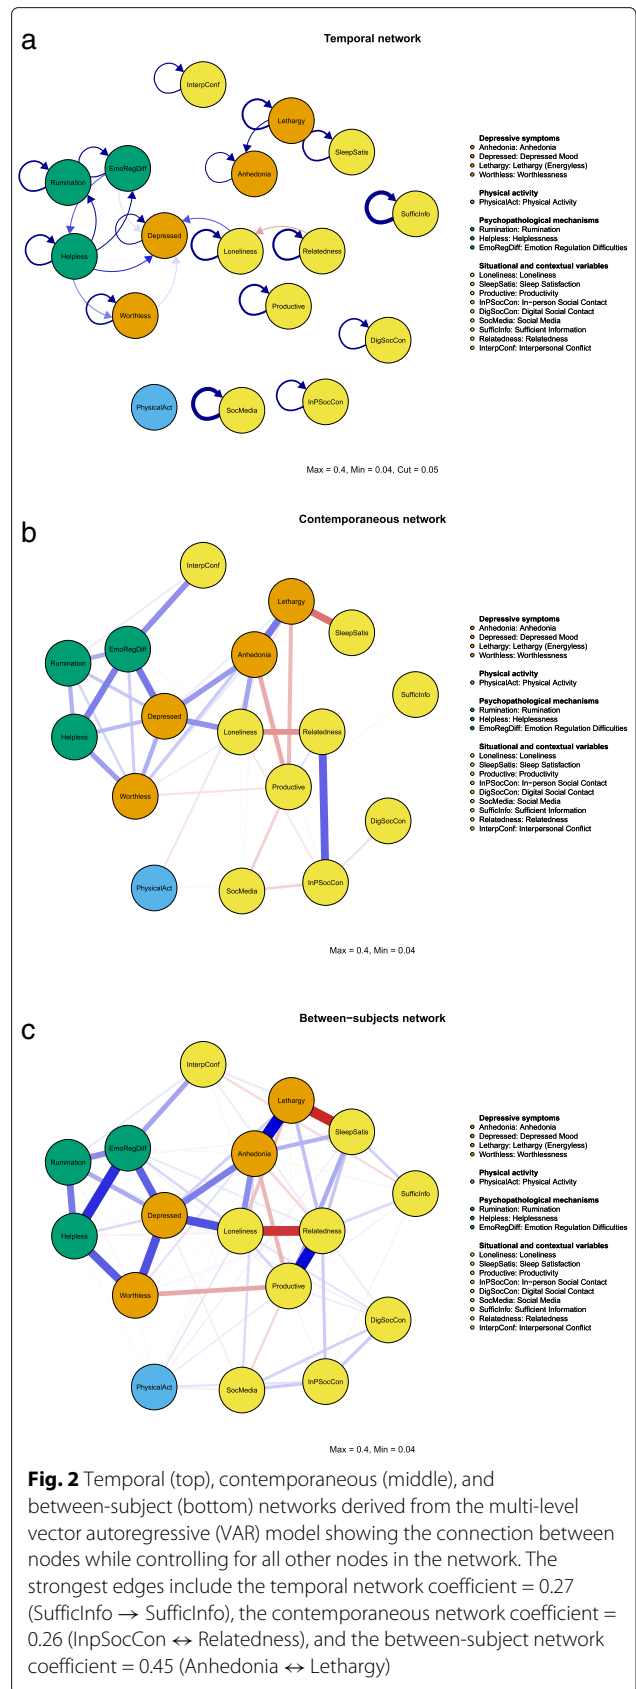 a
Temporal network
InterpConf
Lethargy
SleepSatis
EmoRegDiff
Rumination
Anhedonia
SufficInfo
Depressed
Loneliness
Relatedness
Helpless
Productive
Worthless
DigSocCon
PhysicalAct
SocMedia
InPSocCon
Depressive symptoms
Anhedonia: Anhedonia
Depressed: Depressed Mood
Lethargy: Lethargy (Energyless)
Worthless: Worthlessness
Physical activity
PhysicalAct: Physical Activity
Psychopathological mechanisms
Rumination: Rumination
Helpless: Helplessness
EmoRegDiff: Emotion Regulation Difficulties
Situational and contextual variables
Loneliness: Loneliness
SleepSatis: Sleep Satisfaction
Productive: Productivity
InPSocCon: In−person Social Contact
DigSocCon: Digital Social Contact
SocMedia: Social Media
SufficInfo: Sufficient Information
Relatedness: Relatedness
InterpConf: Interpersonal Conflict
Max = 0.4, Min = 0.04, Cut = 0.05
b
Contemporaneous network
InterpConf
Lethargy
SleepSatis
EmoRegDiff
Rumination
Anhedonia
SufficInfo
Depressed
Loneliness
Relatedness
Helpless
Productive
Worthless
DigSocCon
PhysicalAct
SocMedia
InPSocCon
Depressive symptoms
Anhedonia: Anhedonia
Depressed: Depressed Mood
Lethargy: Lethargy (Energyless)
Worthless: Worthlessness
Physical activity
PhysicalAct: Physical Activity
Psychopathological mechanisms
Rumination: Rumination
Helpless: Helplessness
EmoRegDiff: Emotion Regulation Difficulties
Situational and contextual variables
Loneliness: Loneliness
SleepSatis: Sleep Satisfaction
Productive: Productivity
InPSocCon: In−person Social Contact
DigSocCon: Digital Social Contact
SocMedia: Social Media
SufficInfo: Sufficient Information
Relatedness: Relatedness
InterpConf: Interpersonal Conflict
Max = 0.4, Min = 0.04
c
Between−subjects network
InterpConf
Lethargy
SleepSatis
EmoRegDiff
Rumination
Anhedonia
SufficInfo
Depressed
Loneliness
Relatedness
Helpless
Productive
Worthless
DigSocCon
PhysicalAct
SocMedia
InPSocCon
Depressive symptoms
Anhedonia: Anhedonia
Depressed: Depressed Mood
Lethargy: Lethargy (Energyless)
Worthless: Worthlessness
Physical activity
PhysicalAct: Physical Activity
Psychopathological mechanisms
Rumination: Rumination
Helpless: Helplessness
EmoRegDiff: Emotion Regulation Difficulties
Situational and contextual variables
Loneliness: Loneliness
SleepSatis: Sleep Satisfaction
Productive: Productivity
InPSocCon: In−person Social Contact
DigSocCon: Digital Social Contact
SocMedia: Social Media
SufficInfo: Sufficient Information
Relatedness: Relatedness
InterpConf: Interpersonal Conflict
Max = 0.4, Min = 0.04
Fig. 2 Temporal (top), contemporaneous (middle), and
between-subject (bottom) networks derived from the multi-level
vector autoregressive (VAR) model showing the connection between
nodes while controlling for all other nodes in the network. The
strongest edges include the temporal network coefficient = 0.27
(SufficInfo → SufficInfo), the contemporaneous network coefficient =
0.26 (InpSocCon ↔ Relatedness), and the between-subject network
coefficient = 0.45 (Anhedonia ↔ Lethargy)